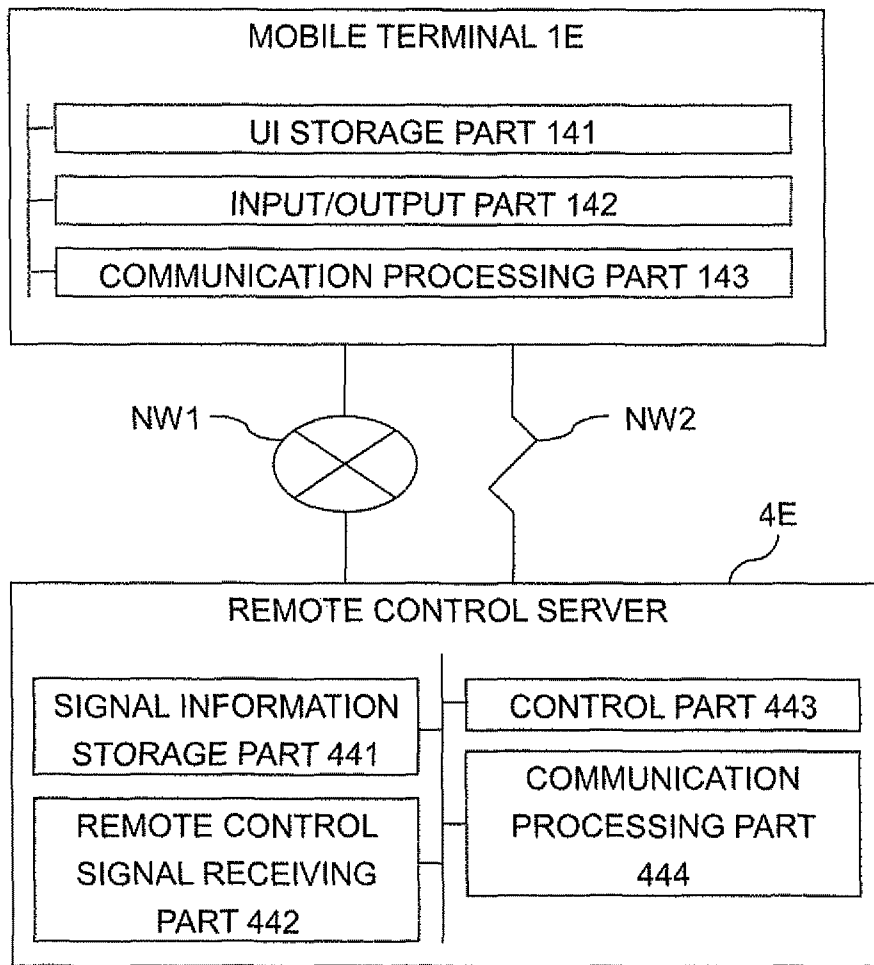 MOBILE TERMINAL 1E
UI STORAGE PART 141
INPUT/OUTPUT PART 142
COMMUNICATION PROCESSING PART 143
NW1
NW2
4E
REMOTE CONTROL SERVER
SIGNAL INFORMATION
STORAGE PART 441
REMOTE CONTROL
SIGNAL RECEIVING
PART 442
CONTROL PART 443
COMMUNICATION
PROCESSING PART
444